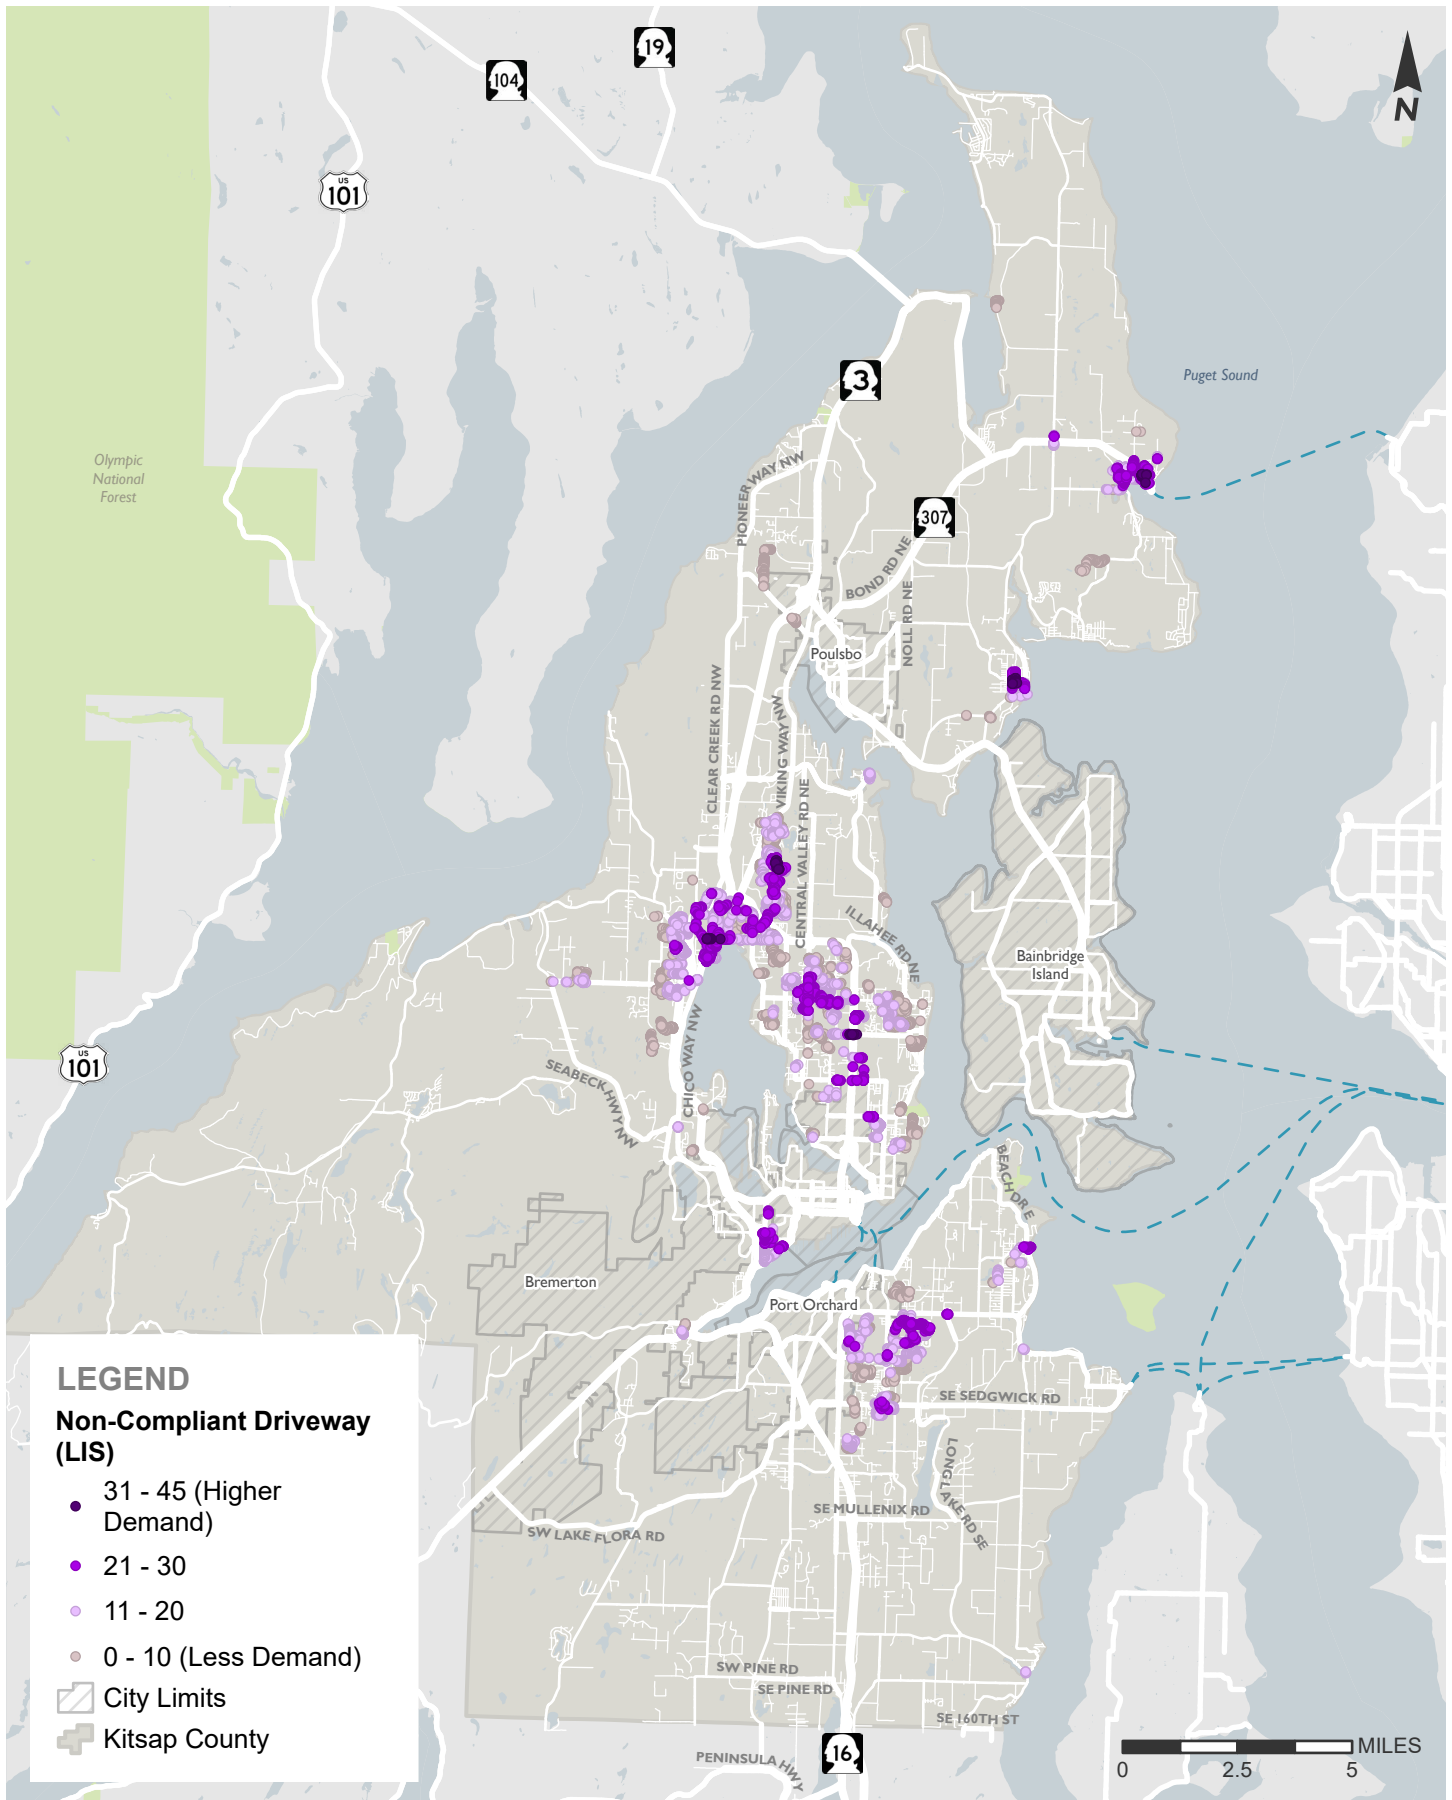 19
104
N
US
101
3
Puget Sound
Olympic
National
Forest
PIONEER WAY NW
307
BOND RD NE
NOLL RD NE
Poulsbo
CLEAR CREEK RD NW
VIKING WAY NW
CENTRAL VALLEY RD NE
ILLAHEE RD NE
Bainbridge
Island
US
101
CHICO WAY NW
SEABECK HWY NW
BEACH DR E
Bremerton
Port Orchard
SE SEDGWICK RD
LONG LAKE RD SE
SE MULLENIX RD
SW LAKE FLORA RD
SW PINE RD
SE PINE RD
SE 160TH ST
PENINSULA HWY
16
LEGEND
Non-Compliant Driveway
(LIS)
31 - 45 (Higher
Demand)
21 - 30
11 - 20
0 - 10 (Less Demand)
City Limits
Kitsap County
MILES
0 2.5 5